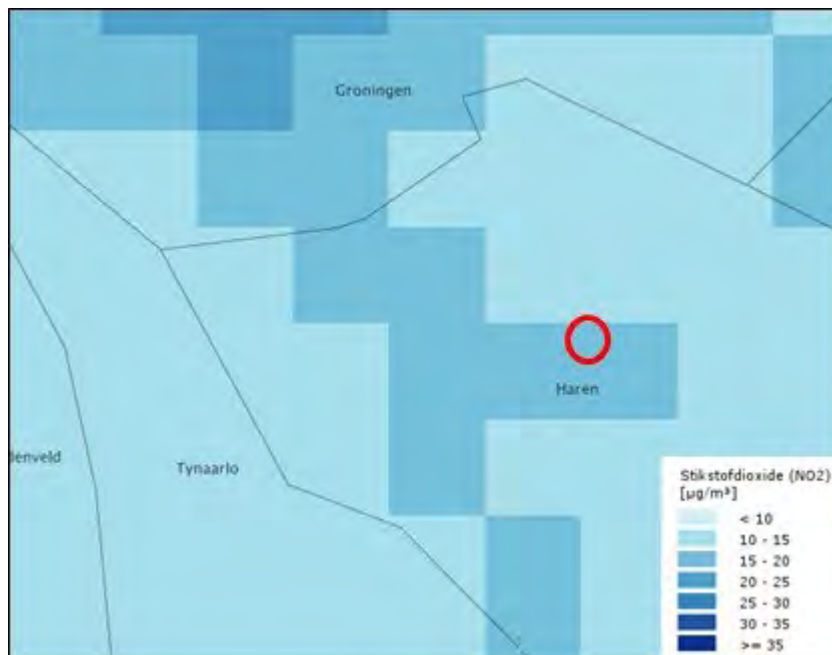 Groningen
Haren
Tynaarlo
denveld
Stikstofdioxide (NO2)
[µg/m³]
< 10
10 - 15
15 - 20
20 - 25
25 - 30
30 - 35
>= 35